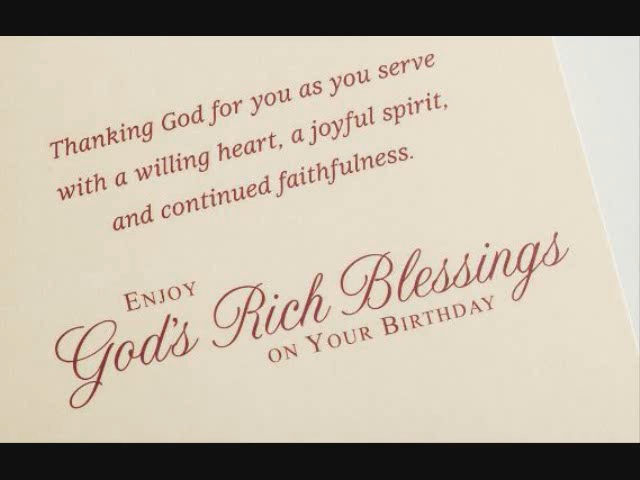 Thanking God for you as you serve
with a willing heart, a joyful spirit,
and continued faithfulness.
ENJOY
God's Rich Blessings
ON YOUR BIRTHDAY